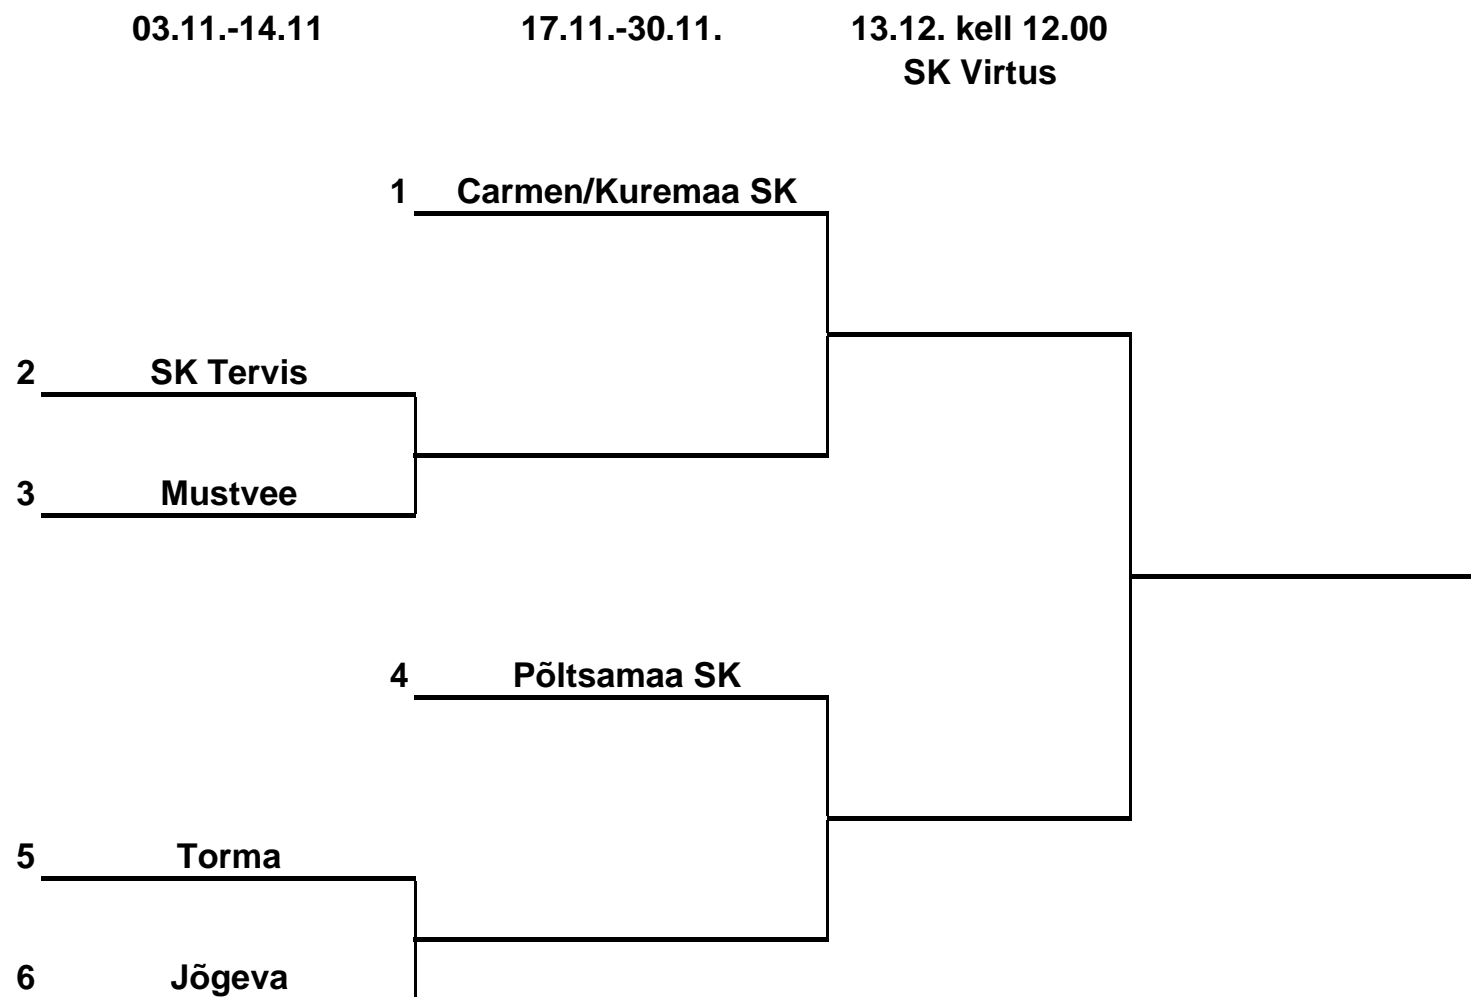 03.11.-14.11 17.11.-30.11. 13.12. kell 12.00
SK Virtus
1 Carmen/Kuremaa SK
2 SK Tervis
3 Mustvee
4 Põltsamaa SK
5 Torma
6 Jõgeva